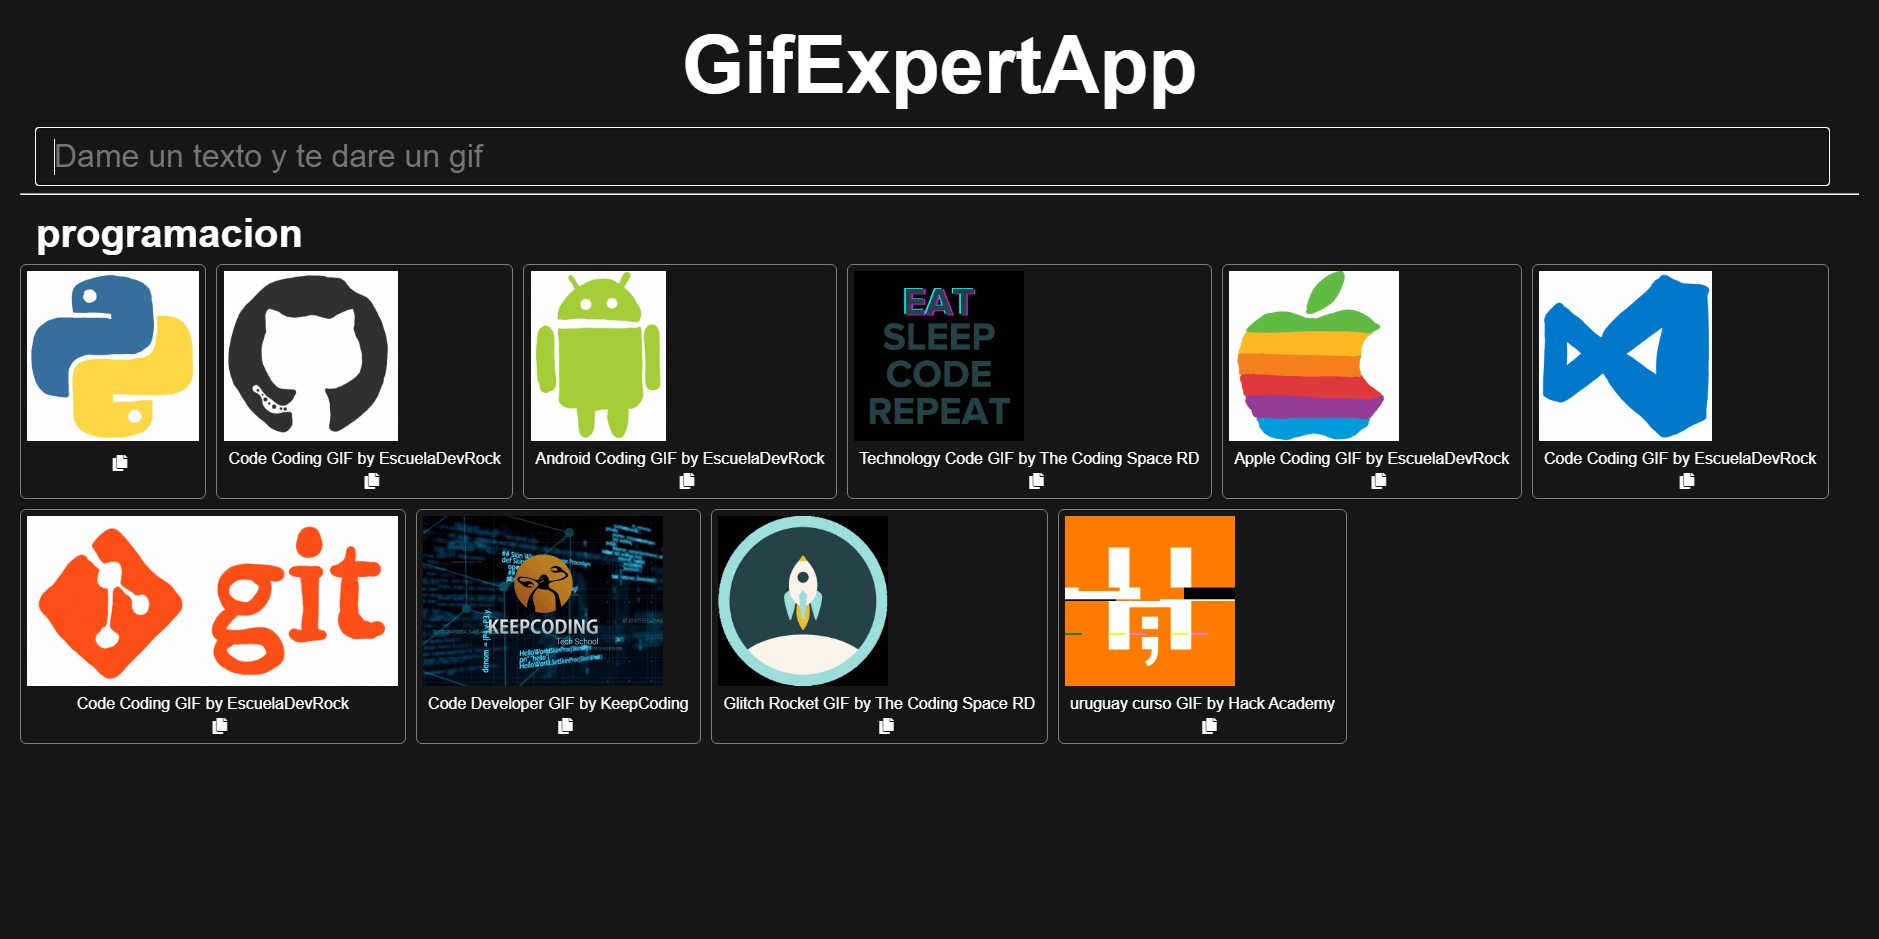 GifExpertApp
Dame un texto y te dare un gif
programacion
EAT
SLEEP
CODE
REPEAT
Code Coding GIF by EscuelaDevRock
Android Coding GIF by EscuelaDevRock
Technology Code GIF by The Coding Space RD
Apple Coding GIF by EscuelaDevRock
Code Coding GIF by EscuelaDevRock
git
KEEPCODING
Tech School
H;
Code Coding GIF by EscuelaDevRock
Code Developer GIF by KeepCoding
Glitch Rocket GIF by The Coding Space RD
uruguay curso GIF by Hack Academy